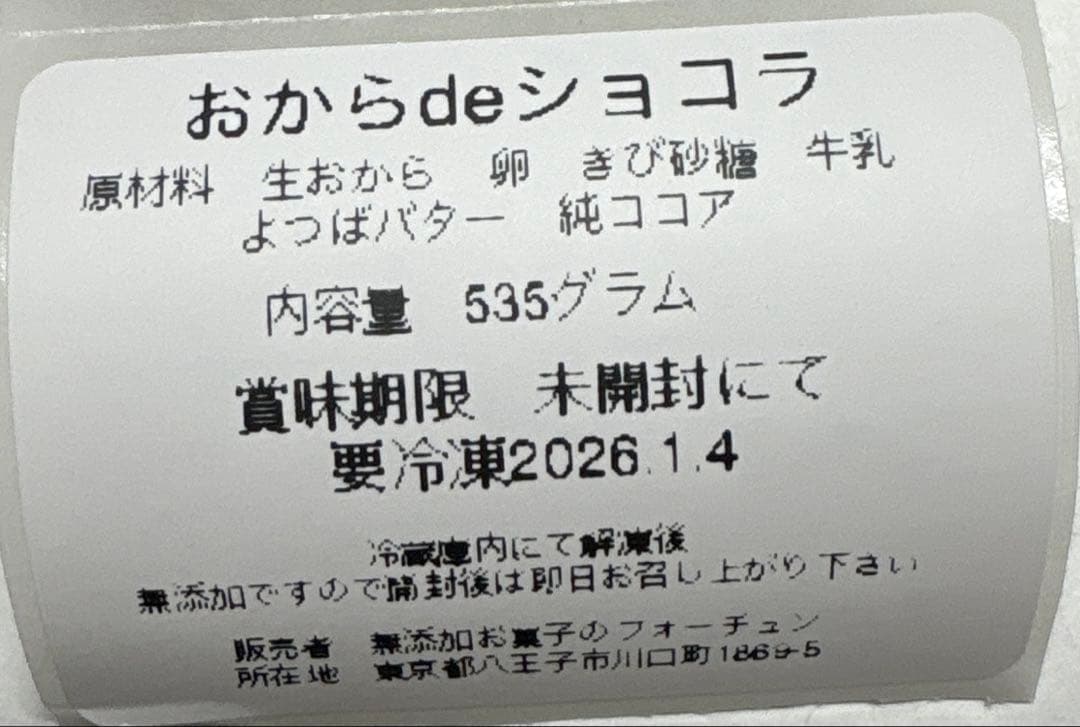 おからdeショコラ
原材料　生おから　卵　きび砂糖　牛乳
よつばバター　純ココア
内容量　535グラム
賞味期限　未開封にて
要冷凍2026.1.4
冷蔵庫内にて解凍後
無添加ですので開封後は即日お召し上がり下さい
販売者　無添加お菓子のフォーチュン
所在地　東京都八王子市川口町1869-5